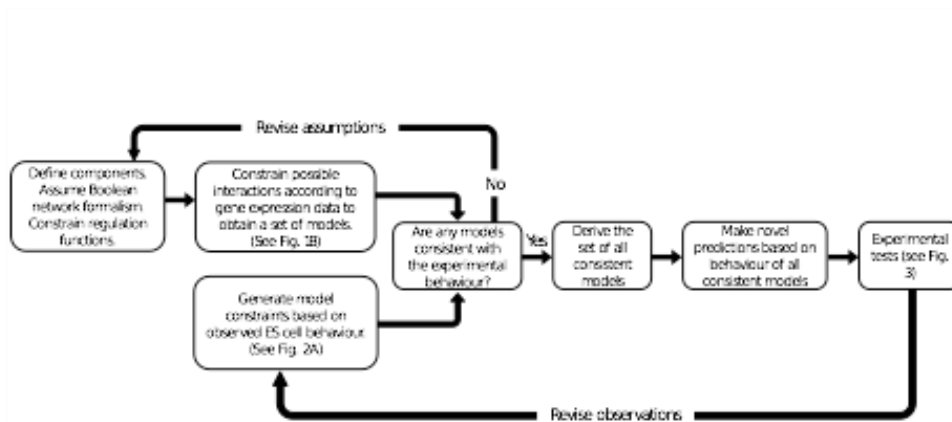 Revise assumptions
Define components.
Assume Boolean
network formalism.
Constrain regulation
functions.
Constrain possible
interactions according to
gene expression data to
obtain a set of models.
(See Fig. 1B)
No
Are any models
consistent with
the experimental
behaviour?
Yes
Derive the
set of all
consistent
models
Make novel
predictions based on
behaviour of all
consistent models
Experimental
tests (see Fig.
3)
Generate model
constraints based on
observed ES cell behaviour.
(See Fig. 2A)
Revise observations